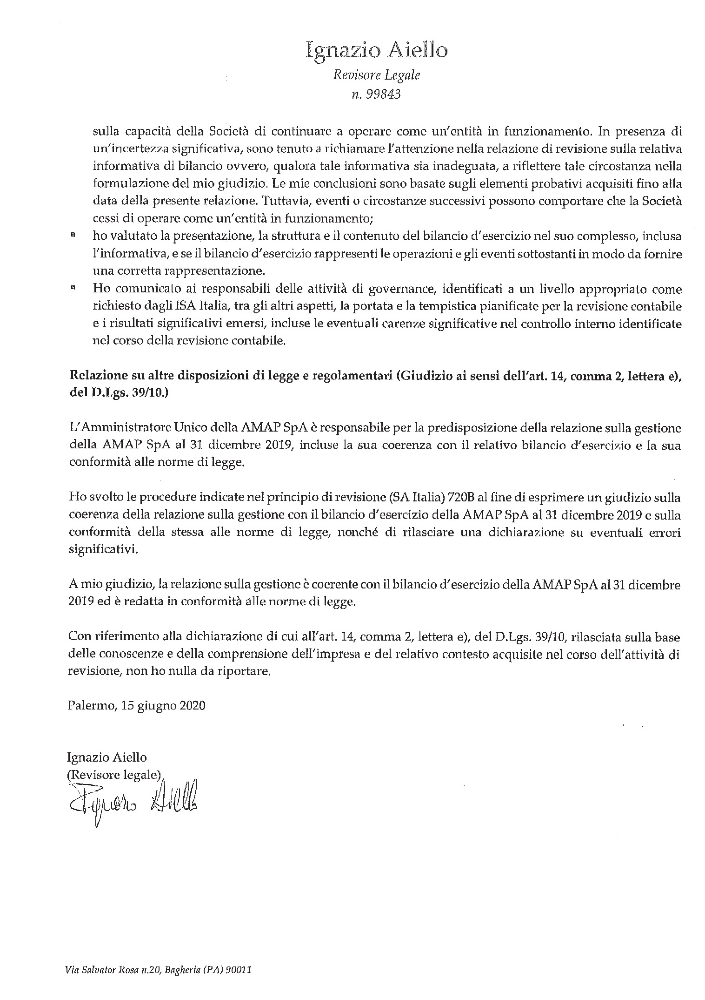 Ignazio Aiello
Revisore Legale
n. 99843
sulla capacità della Società di continuare a operare come un'entità in funzionamento. In presenza di
un'incertezza significativa, sono tenuto a richiamare l'attenzione nella relazione di revisione sulla relativa
informativa di bilancio ovvero, qualora tale informativa sia inadeguata, a riflettere tale circostanza nella
formulazione del mio giudizio. Le mie conclusioni sono basate sugli elementi probativi acquisiti fino alla
data della presente relazione. Tuttavia, eventi o circostanze successivi possono comportare che la Società
cessi di operare come un'entità in funzionamento;
▪ ho valutato la presentazione, la struttura e il contenuto del bilancio d'esercizio nel suo complesso, inclusa
l'informativa, e se il bilancio d'esercizio rappresenti le operazioni e gli eventi sottostanti in modo da fornire
una corretta rappresentazione.
▪ Ho comunicato ai responsabili delle attività di governance, identificati a un livello appropriato come
richiesto dagli ISA Italia, tra gli altri aspetti, la portata e la tempistica pianificate per la revisione contabile
e i risultati significativi emersi, incluse le eventuali carenze significative nel controllo interno identificate
nel corso della revisione contabile.
Relazione su altre disposizioni di legge e regolamentari (Giudizio ai sensi dell'art. 14, comma 2, lettera e),
del D.Lgs. 39/10.)
L'Amministratore Unico della AMAP SpA è responsabile per la predisposizione della relazione sulla gestione
della AMAP SpA al 31 dicembre 2019, incluse la sua coerenza con il relativo bilancio d'esercizio e la sua
conformità alle norme di legge.
Ho svolto le procedure indicate nel principio di revisione (SA Italia) 720B al fine di esprimere un giudizio sulla
coerenza della relazione sulla gestione con il bilancio d'esercizio della AMAP SpA al 31 dicembre 2019 e sulla
conformità della stessa alle norme di legge, nonché di rilasciare una dichiarazione su eventuali errori
significativi.
A mio giudizio, la relazione sulla gestione è coerente con il bilancio d'esercizio della AMAP SpA al 31 dicembre
2019 ed è redatta in conformità alle norme di legge.
Con riferimento alla dichiarazione di cui all'art. 14, comma 2, lettera e), del D.Lgs. 39/10, rilasciata sulla base
delle conoscenze e della comprensione dell'impresa e del relativo contesto acquisite nel corso dell'attività di
revisione, non ho nulla da riportare.
Palermo, 15 giugno 2020
Ignazio Aiello
(Revisore legale)
Ignazio Aiello
Via Salvator Rosa n.20, Bagheria (PA) 90011